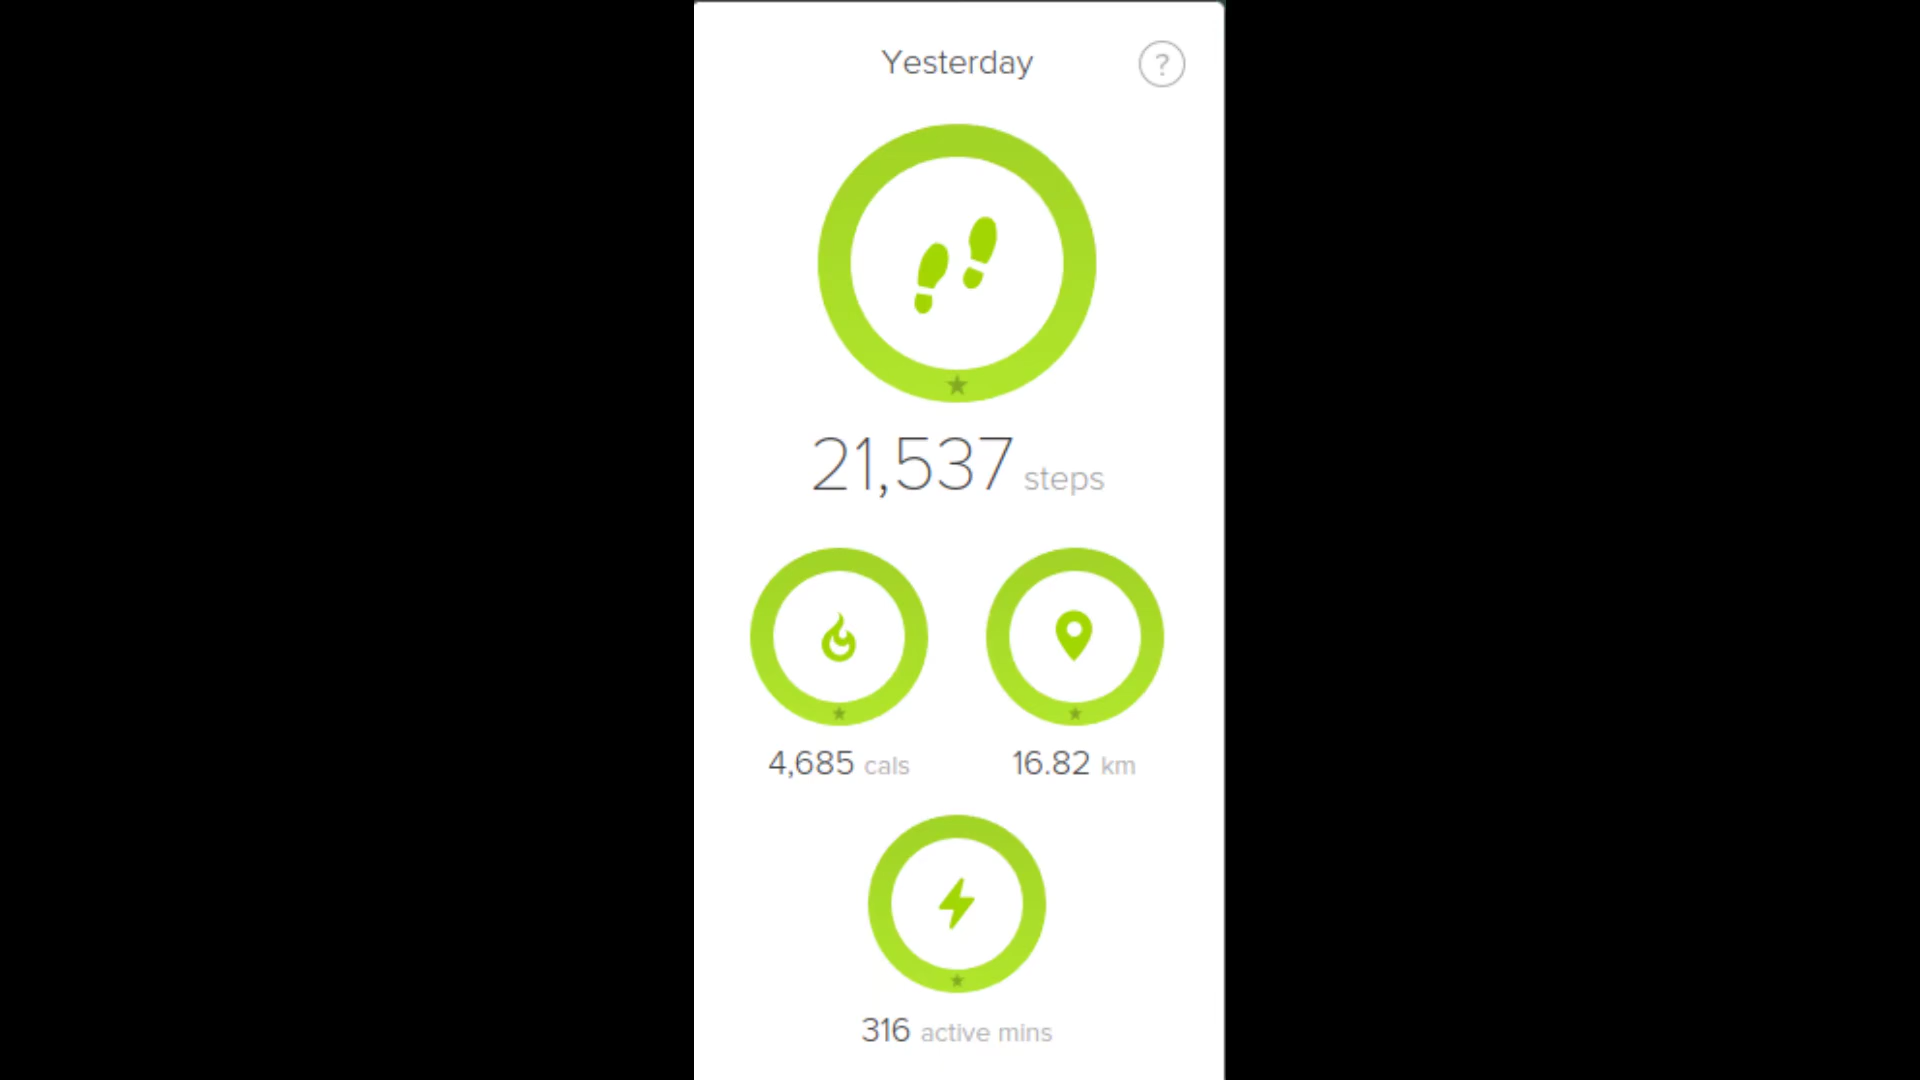 Yesterday
?
21,537 steps
4,685 cals
16.82 km
316 active mins